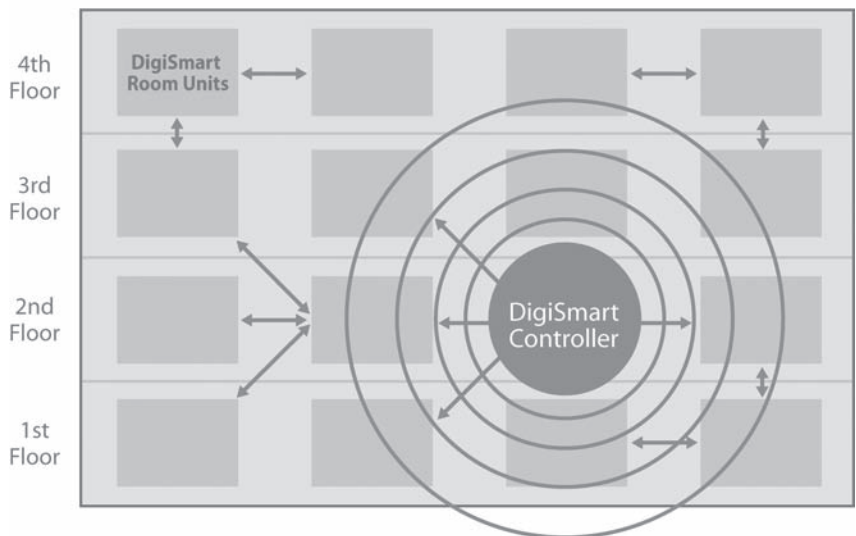 4th
Floor
DigiSmart
Room Units
3rd
Floor
2nd
Floor
DigiSmart
Controller
1st
Floor